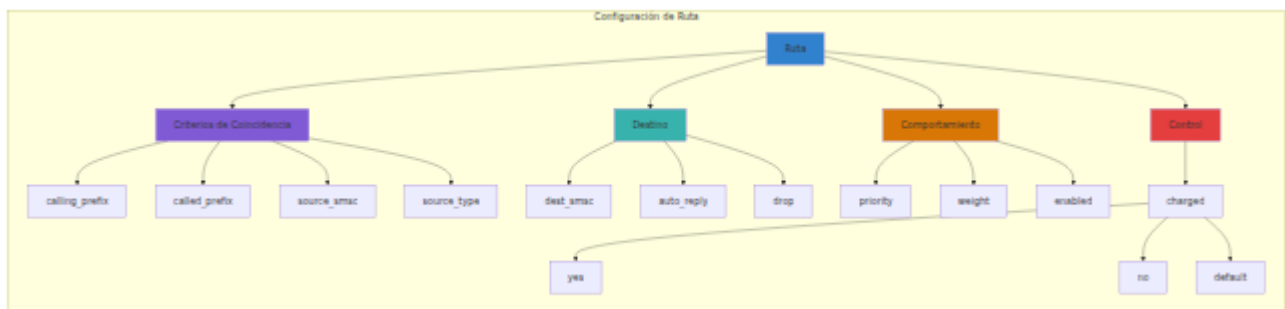 Configuración de Ruta
Ruta
Criterios de Coincidencia
Destino
Comportamiento
Control
calling_prefix
called_prefix
source_smsc
source_type
dest_smsc
auto_reply
drop
priority
weight
enabled
charged
yes
no
default